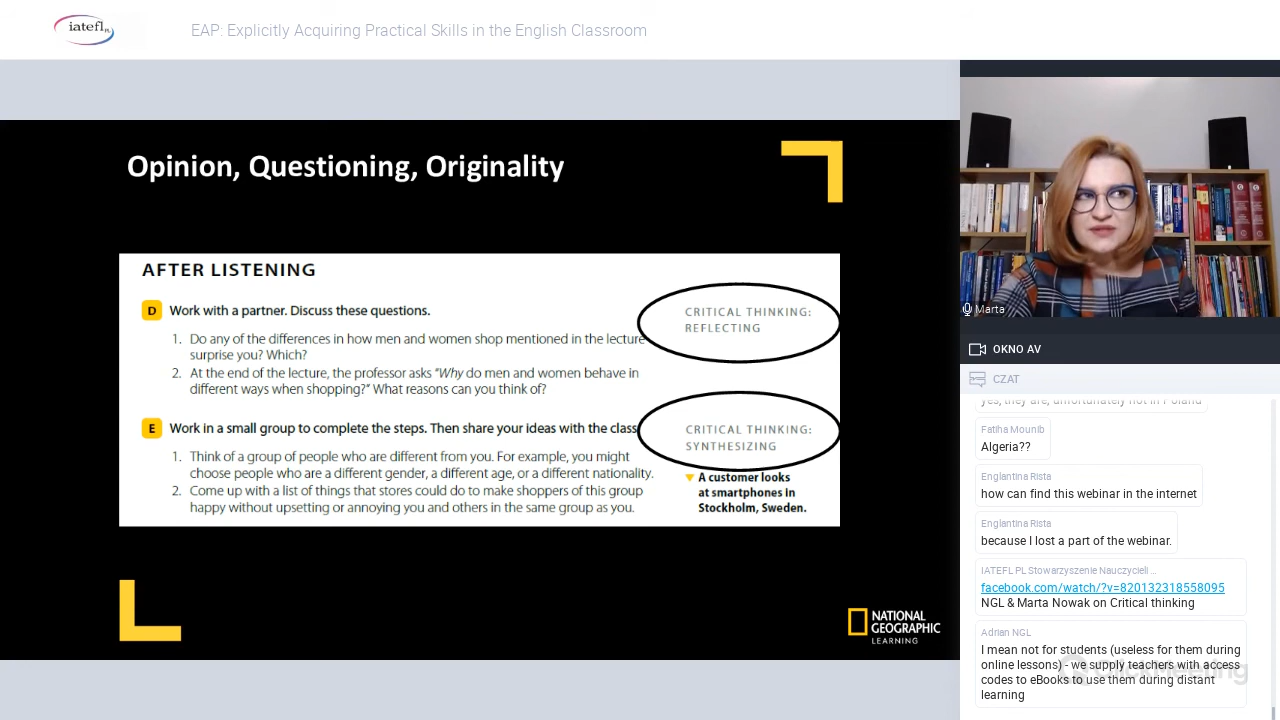 iatefl PL
EAP: Explicitly Acquiring Practical Skills in the English Classroom
Opinion, Questioning, Originality
AFTER LISTENING
D Work with a partner. Discuss these questions.
CRITICAL THINKING:
REFLECTING
1. Do any of the differences in how men and women shop mentioned in the lecture
surprise you? Which?
2. At the end of the lecture, the professor asks "Why do men and women behave in
different ways when shopping?" What reasons can you think of?
E Work in a small group to complete the steps. Then share your ideas with the class
CRITICAL THINKING:
SYNTHESIZING
1. Think of a group of people who are different from you. For example, you might
choose people who are a different gender, a different age, or a different nationality.
2. Come up with a list of things that stores could do to make shoppers of this group
happy without upsetting or annoying you and others in the same group as you.
A customer looks
at smartphones in
Stockholm, Sweden.
NATIONAL
GEOGRAPHIC
LEARNING
Marta
OKNO AV
CZAT
yes, they are, unfortunately not in Poland
Fatiha Mounib
Algeria??
Englantina Rista
how can find this webinar in the internet
Englantina Rista
because I lost a part of the webinar.
IATEFL PL Stowarzyszenie Nauczycieli ...
facebook.com/watch/?v=820132318558095
NGL & Marta Nowak on Critical thinking
Adrian NGL
I mean not for students (useless for them during
online lessons) - we supply teachers with access
codes to eBooks to use them during distant
learning
ClickMeeting